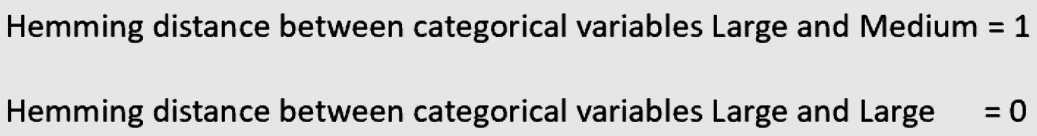 Hemming distance between categorical variables Large and Medium = 1
Hemming distance between categorical variables Large and Large = 0